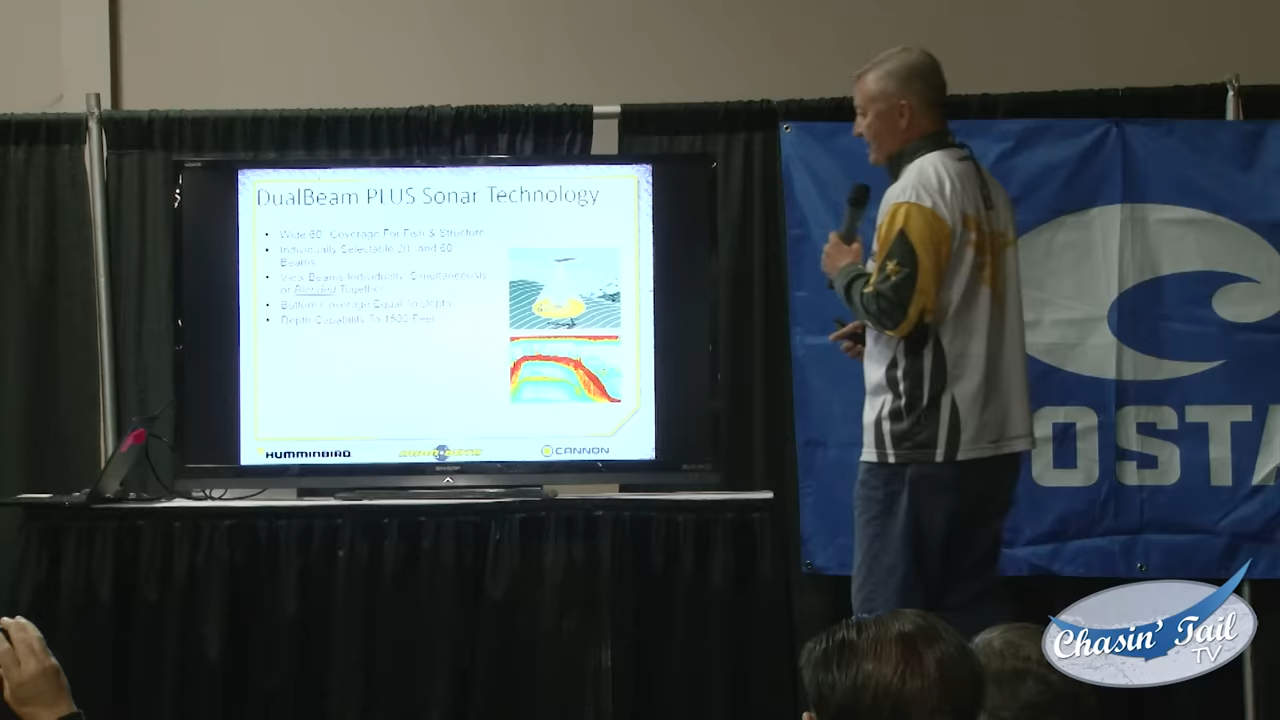 DualBeam PLUS Sonar Technology
• Wide 60° Coverage For Fish & Structure
• Individually Selectable 20° and 60°
Beams
• View Beams Individually, Simultaneously
or Blended Together
• Bottom Coverage Equal To Depth
• Depth Capability To 1500 Feet
HUMMINBIRD
CANNON
SHARP
OSTA
Chasin' Tail
TV